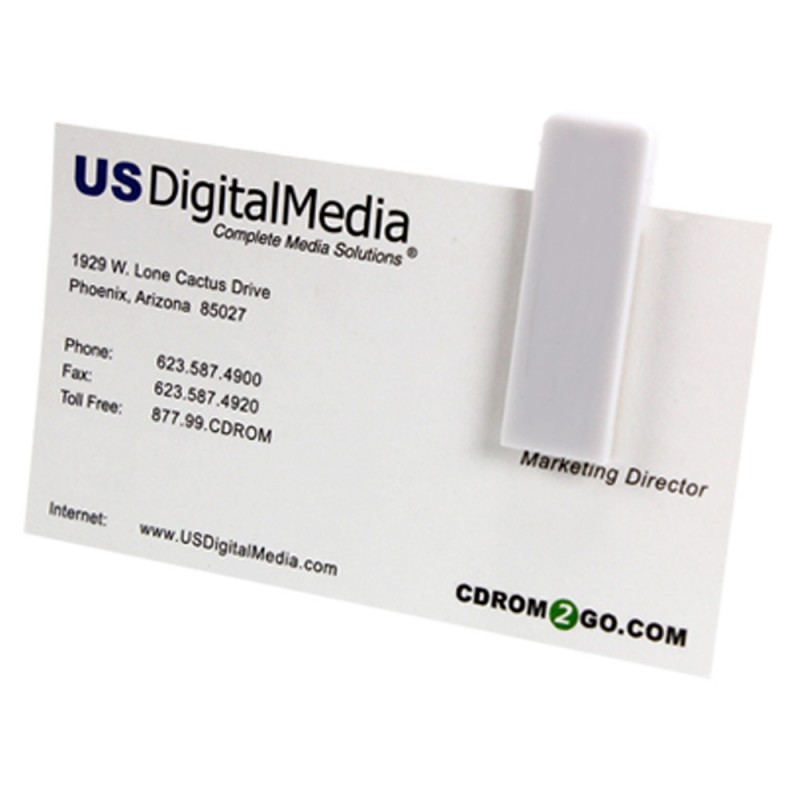 US DigitalMedia
Complete Media Solutions ®
1929 W. Lone Cactus Drive
Phoenix, Arizona 85027
Phone: 623.587.4900
Fax: 623.587.4920
Toll Free: 877.99.CDROM
Marketing Director
Internet: www.USDigitalMedia.com
CDROM2GO.COM